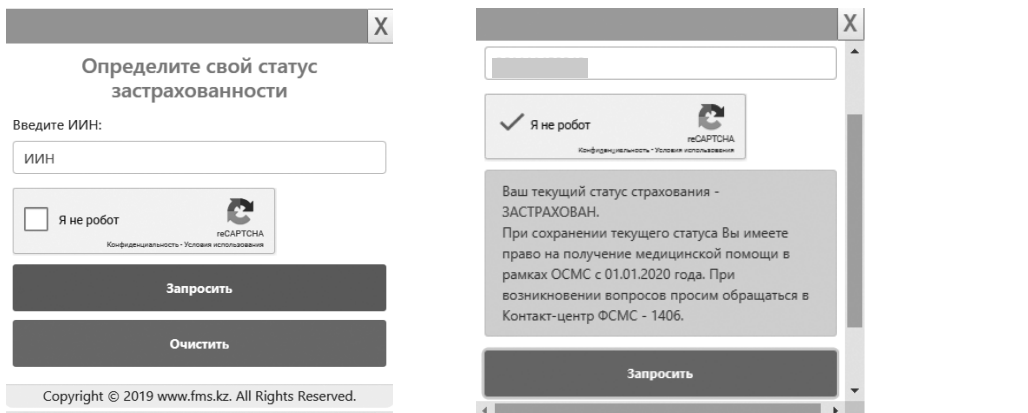 X
Определите свой статус
застрахованности
Введите ИИН:
ИИН
Я не робот
reCAPTCHA
Конфиденциальность - Условия использования
Запросить
Очистить
Copyright © 2019 www.fms.kz. All Rights Reserved.
X
Я не робот
reCAPTCHA
Конфиденциальность - Условия использования
Ваш текущий статус страхования -
ЗАСТРАХОВАН.
При сохранении текущего статуса Вы имеете
право на получение медицинской помощи в
рамках ОСМС с 01.01.2020 года. При
возникновении вопросов просим обращаться в
Контакт-центр ФСМС - 1406.
Запросить